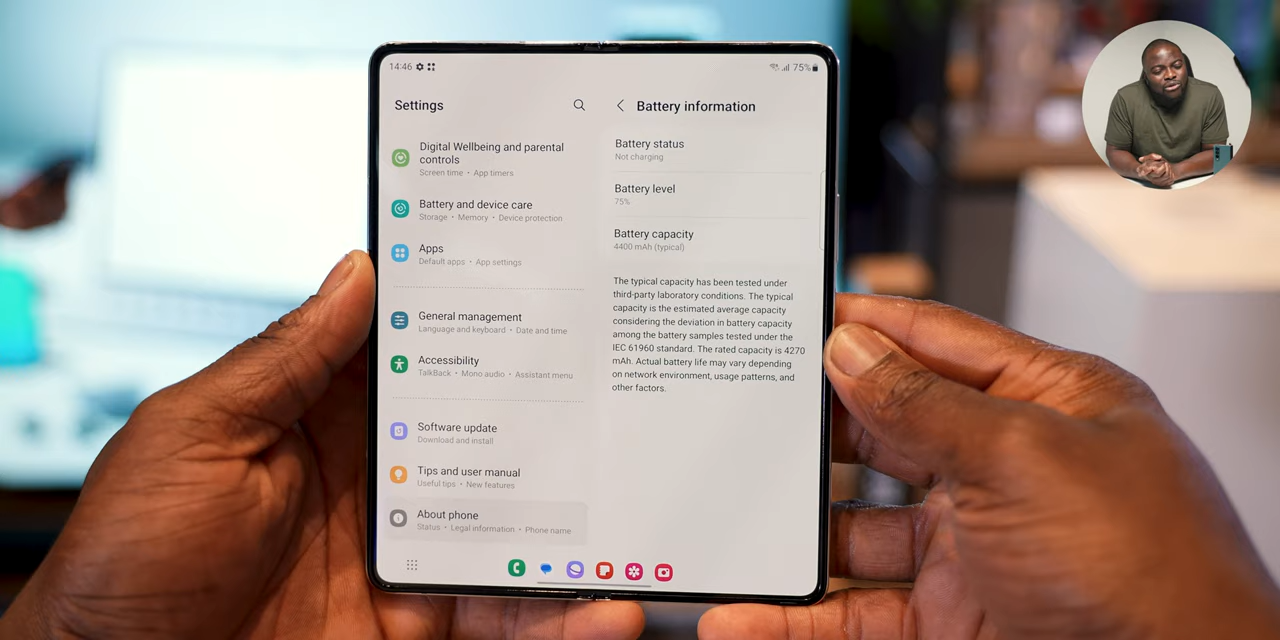 14:46
75%
Settings
Digital Wellbeing and parental
controls
Screen time • App timers
Battery and device care
Storage • Memory • Device protection
Apps
Default apps • App settings
General management
Language and keyboard • Date and time
Accessibility
TalkBack • Mono audio • Assistant menu
Software update
Download and install
Tips and user manual
Useful tips • New features
About phone
Status • Legal information • Phone name
Battery information
Battery status
Not charging
Battery level
75%
Battery capacity
4400 mAh (typical)
The typical capacity has been tested under
third-party laboratory conditions. The typical
capacity is the estimated average capacity
considering the deviation in battery capacity
among the battery samples tested under the
IEC 61960 standard. The rated capacity is 4270
mAh. Actual battery life may vary depending
on network environment, usage patterns, and
other factors.